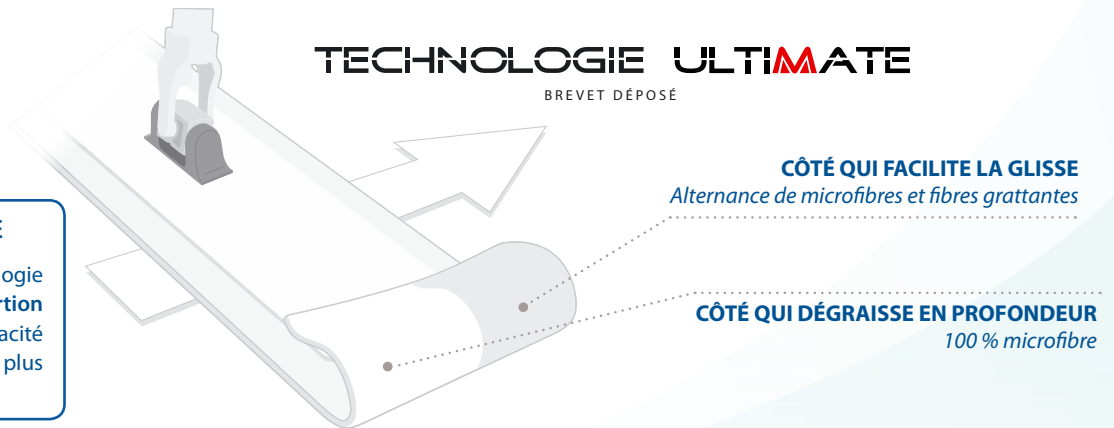 TECHNOLOGIE ULTIMATE
BREVET DÉPOSÉ
CÔTÉ QUI FACILITE LA GLISSE
Alternance de microfibres et fibres grattantes
CÔTÉ QUI DÉGRAISSE EN PROFONDEUR
100 % microfibre
plus